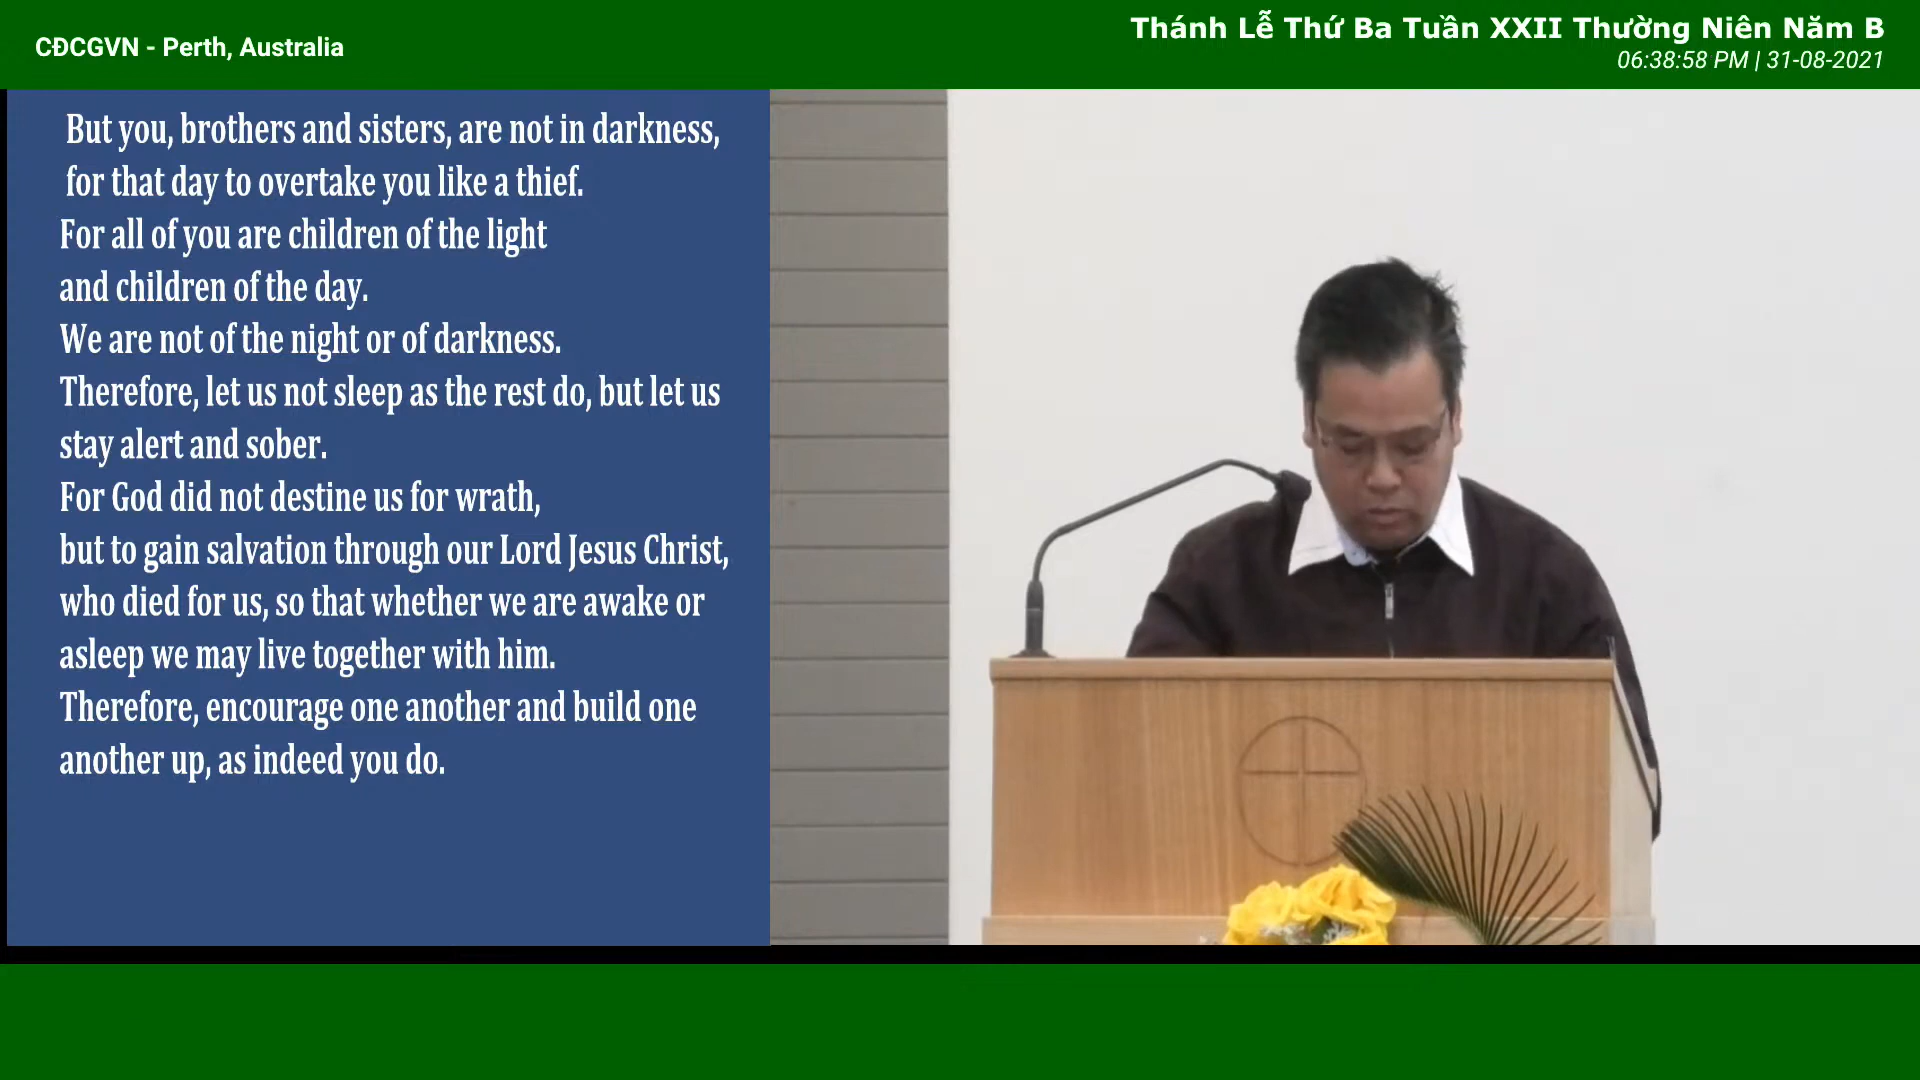 CĐCGVN - Perth, Australia
Thánh Lễ Thứ Ba Tuần XXII Thường Niên Năm B
06:38:58 PM | 31-08-2021
But you, brothers and sisters, are not in darkness,
for that day to overtake you like a thief.
For all of you are children of the light
and children of the day.
We are not of the night or of darkness.
Therefore, let us not sleep as the rest do, but let us
stay alert and sober.
For God did not destine us for wrath,
but to gain salvation through our Lord Jesus Christ,
who died for us, so that whether we are awake or
asleep we may live together with him.
Therefore, encourage one another and build one
another up, as indeed you do.